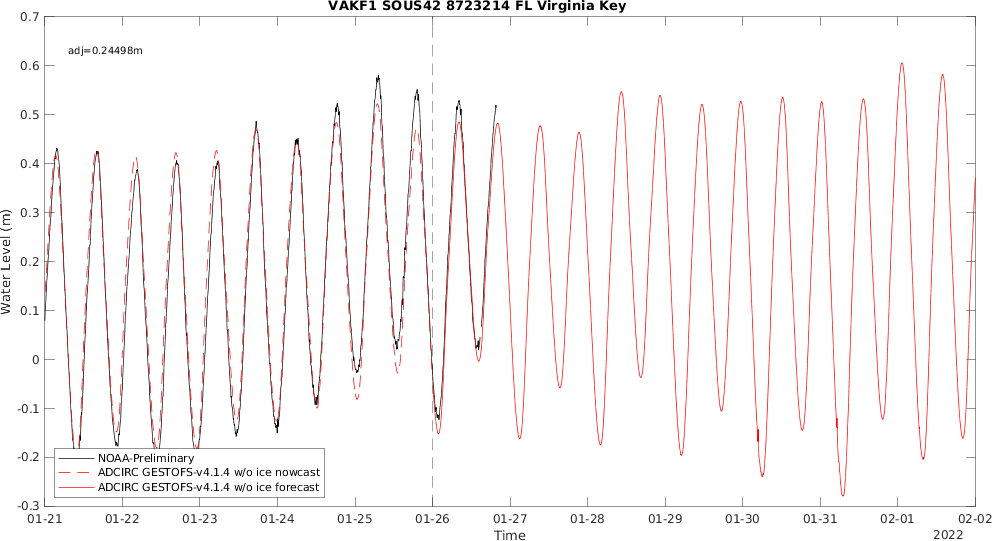 VAKF1 SOUS42 8723214 FL Virginia Key
adj=0.24498m
0.7
0.6
0.5
0.4
0.3
0.2
0.1
0
-0.1
-0.2
-0.3
Water Level (m)
NOAA-Preliminary
ADCIRC GESTOFS-v4.1.4 w/o ice nowcast
ADCIRC GESTOFS-v4.1.4 w/o ice forecast
01-21 01-22 01-23 01-24 01-25 01-26 01-27 01-28 01-29 01-30 01-31 02-01 02-02
Time
2022